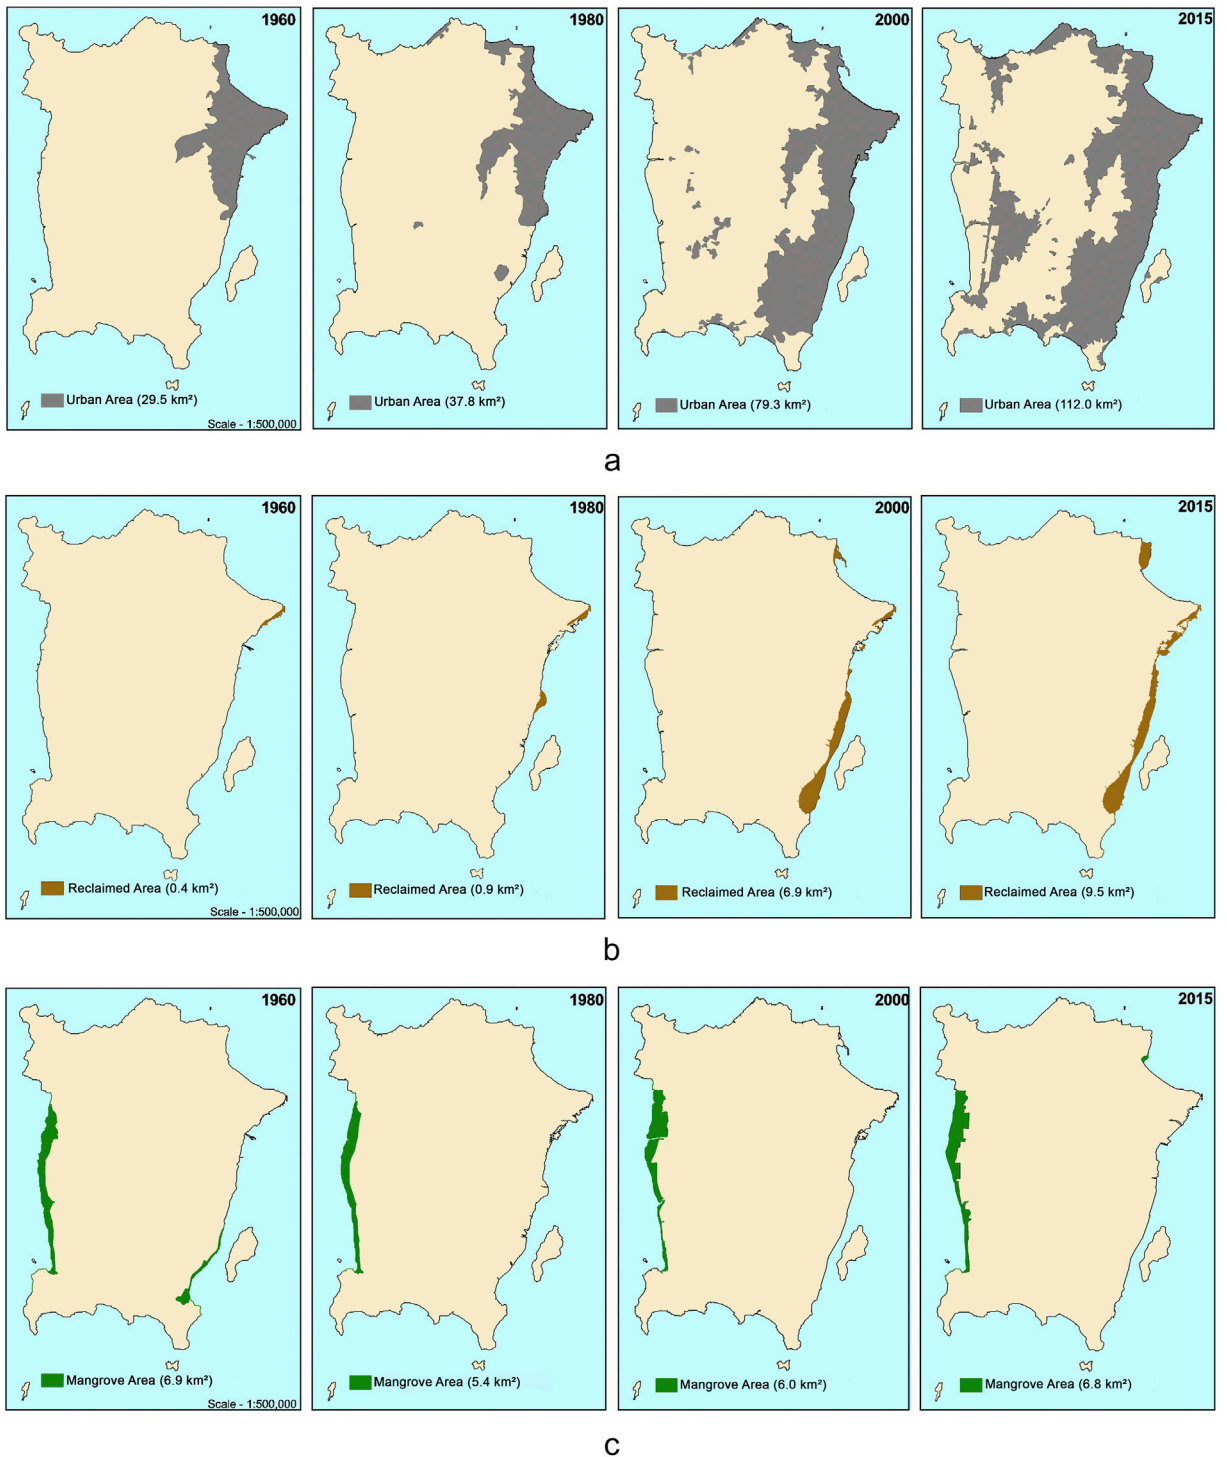 1960
1980
2000
2015
Urban Area (29.5 km²)
Scale - 1:500,000
Urban Area (37.8 km²)
Urban Area (79.3 km²)
Urban Area (112.0 km²)
a
1960
1980
2000
2015
Reclaimed Area (0.4 km²)
Scale - 1:500,000
Reclaimed Area (0.9 km²)
Reclaimed Area (6.9 km²)
Reclaimed Area (9.5 km²)
b
1960
1980
2000
2015
Mangrove Area (6.9 km²)
Scale - 1:500,000
Mangrove Area (5.4 km²)
Mangrove Area (6.0 km²)
Mangrove Area (6.8 km²)
c